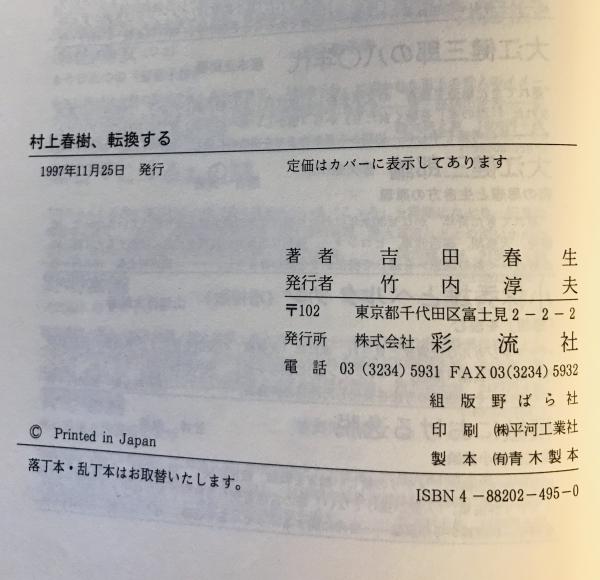 村上春樹、転換する
1997年11月25日 発行
定価はカバーに表示してあります
著者 吉田春生
発行者 竹内淳夫
〒102 東京都千代田区富士見2-2-2
発行所 株式会社 彩流社
電話 03 (3234) 5931 FAX 03 (3234) 5932
組版 野ばら社
印刷 ㈱平河工業社
製本 ㈲青木製本
© Printed in Japan
落丁本・乱丁本はお取替いたします。
ISBN4-88202-495-0